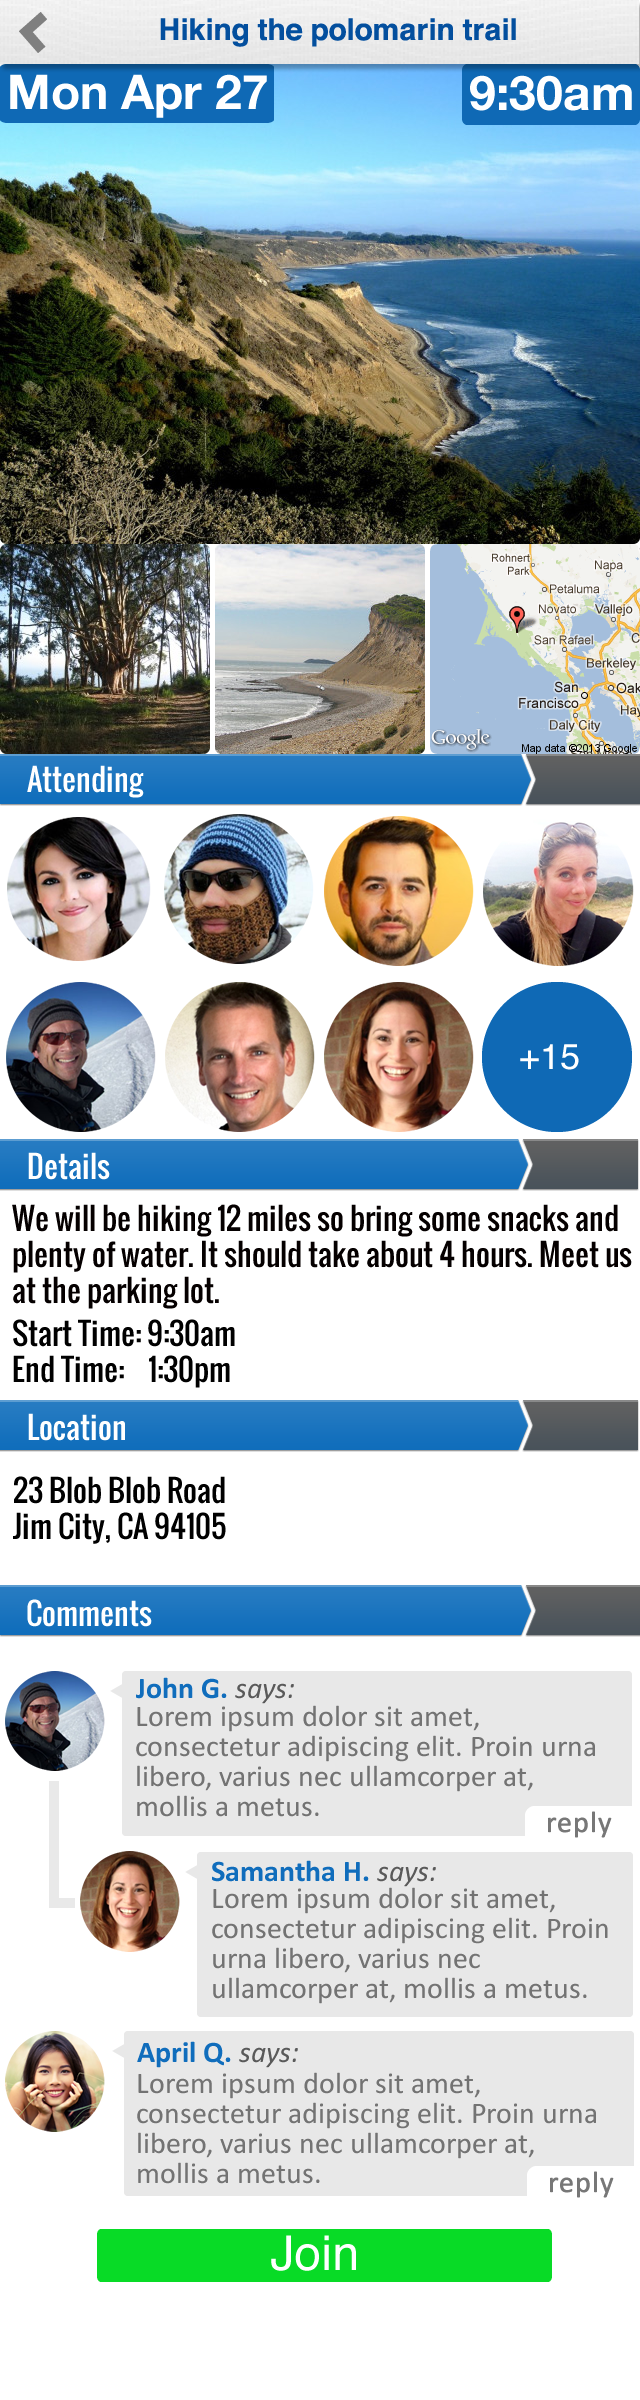 Hiking the polomarin trail
Mon Apr 27
9:30am
Rohnert
Park
Napa
Petaluma
Novato
Vallejo
San Rafael
Berkeley
San
Francisco
Oak
Daly City
Hay
Google
Map data ©2013 Google
Attending
+15
Details
We will be hiking 12 miles so bring some snacks and
plenty of water. It should take about 4 hours. Meet us
at the parking lot.
Start Time: 9:30am
End Time: 1:30pm
Location
23 Blob Blob Road
Jim City, CA 94105
Comments
John G. says:
Lorem ipsum dolor sit amet,
consectetur adipiscing elit. Proin urna
libero, varius nec ullamcorper at,
mollis a metus.
reply
Samantha H. says:
Lorem ipsum dolor sit amet,
consectetur adipiscing elit. Proin
urna libero, varius nec
ullamcorper at, mollis a metus.
April Q. says:
Lorem ipsum dolor sit amet,
consectetur adipiscing elit. Proin urna
libero, varius nec ullamcorper at,
mollis a metus.
reply
Join